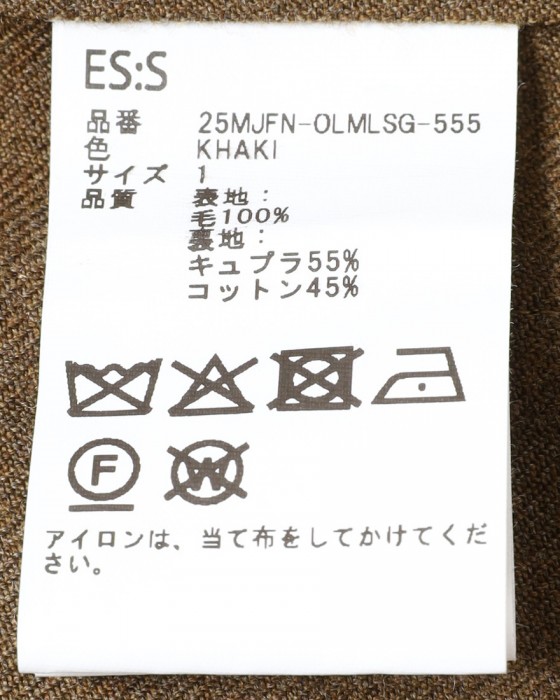 ES:S
品番 25MJFN-OLMLSG-555
色 KHAKI
サイズ 1
品質 表地:
毛100%
裏地:
キュプラ55%
コットン45%
F W
アイロンは、当て布をしてかけてくだ
さい。